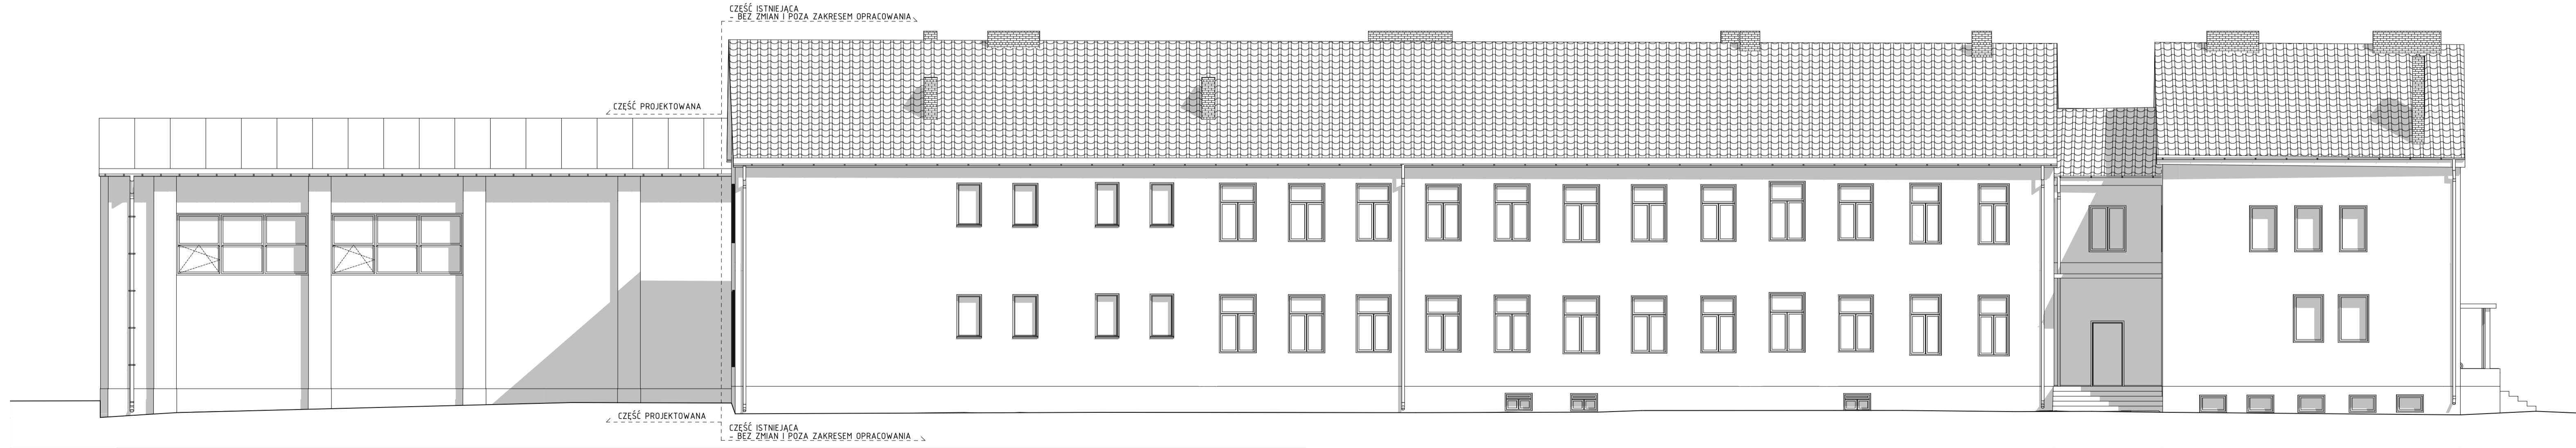 CZĘŚĆ ISTNIEJĄCA
- BEZ ZMIAN I POZA ZAKRESEM OPRACOWANIA
CZĘŚĆ PROJEKTOWANA
CZĘŚĆ PROJEKTOWANA
CZĘŚĆ ISTNIEJĄCA
- BEZ ZMIAN I POZA ZAKRESEM OPRACOWANIA